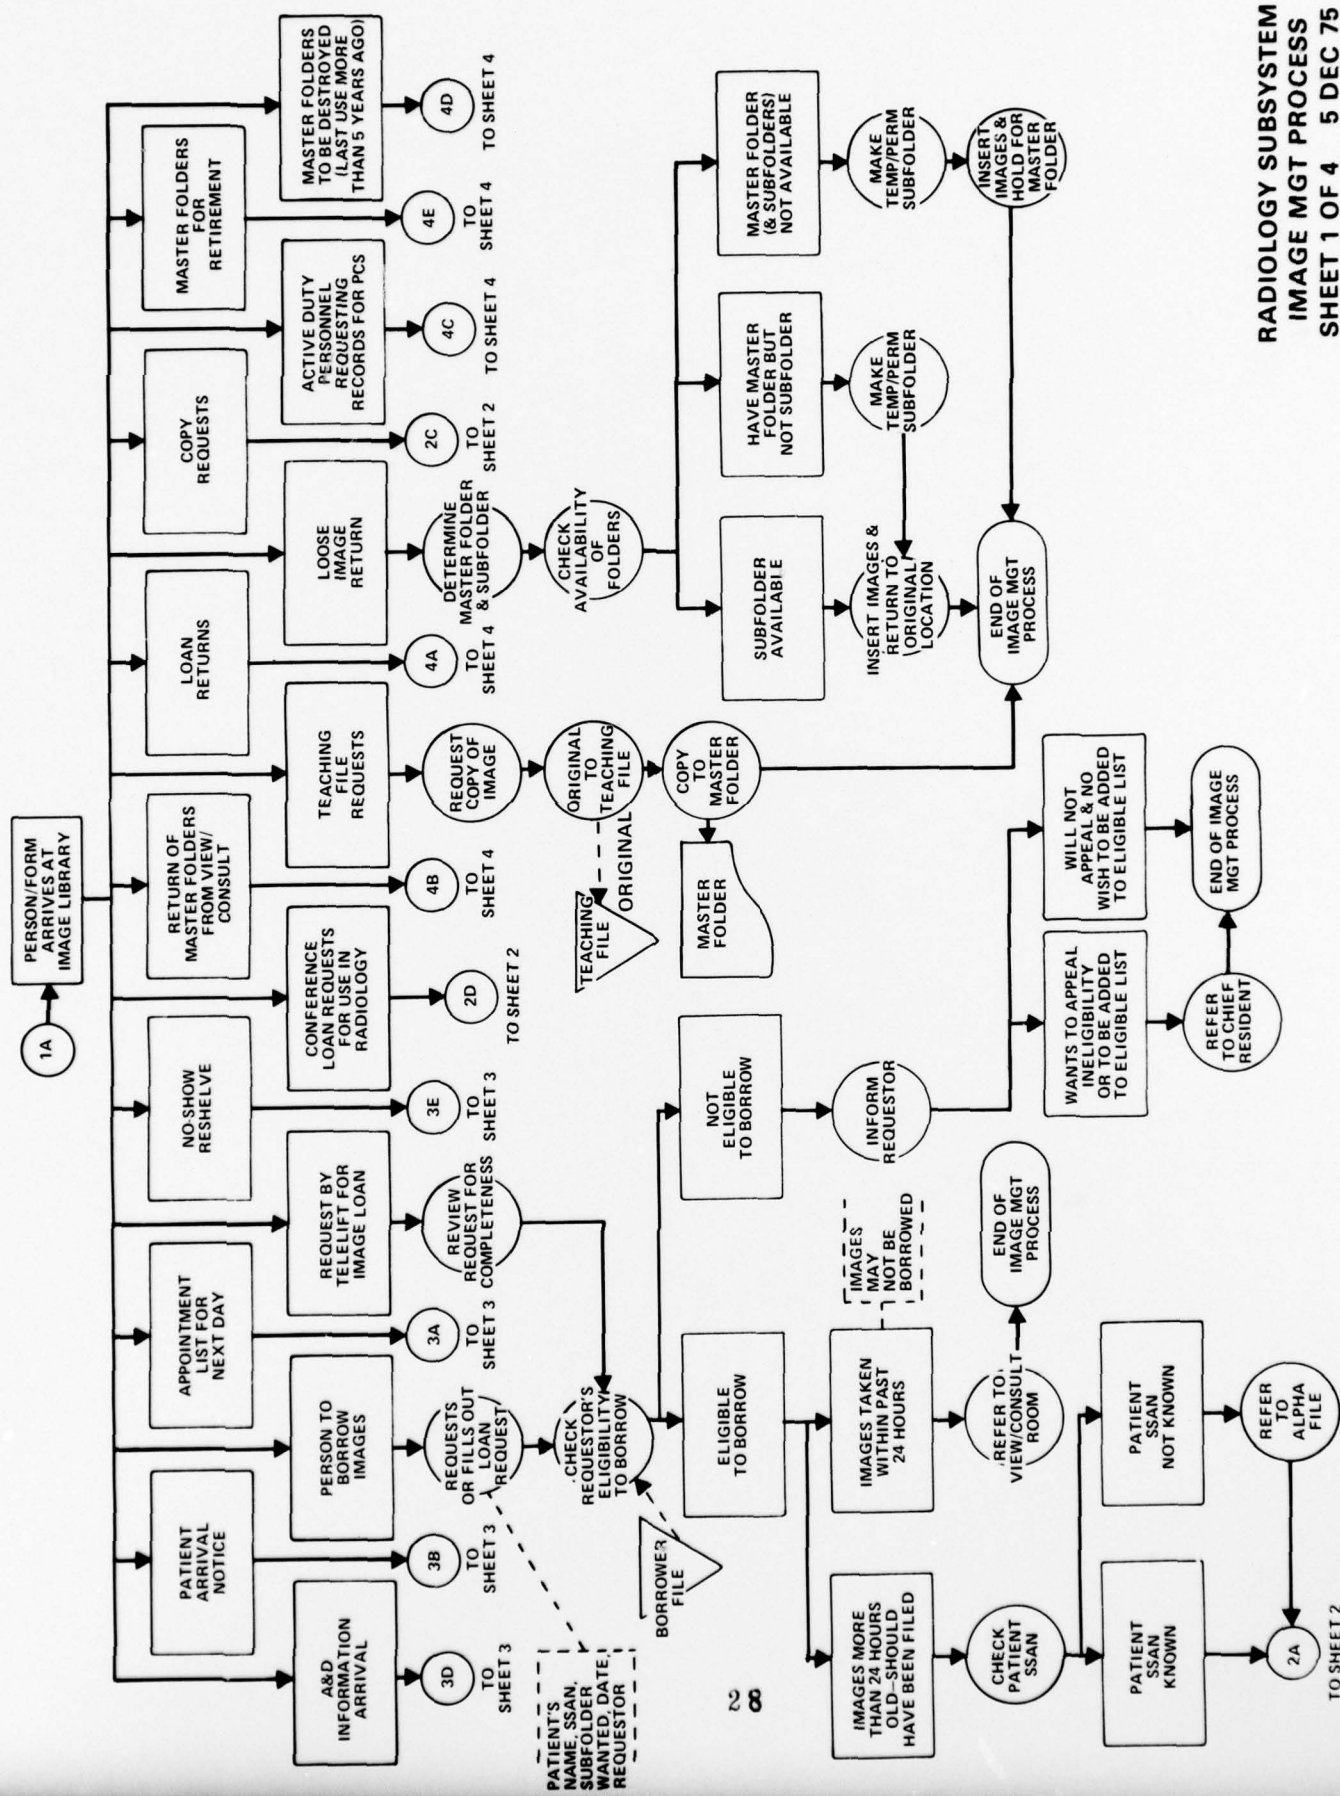 1A
PERSON/FORM
ARRIVES AT
IMAGE LIBRARY
PATIENT
ARRIVAL
NOTICE
APPOINTMENT
LIST FOR
NEXT DAY
NO-SHOW
RESHELVE
RETURN OF
MASTER FOLDERS
FROM VIEW/
CONSULT
LOAN
RETURNS
COPY
REQUESTS
MASTER FOLDERS
FOR
RETIREMENT
A&D
INFORMATION
ARRIVAL
PERSON TO
BORROW
IMAGES
REQUEST BY
TELELIFT FOR
IMAGE LOAN
CONFERENCE
LOAN REQUESTS
FOR USE IN
RADIOLOGY
TEACHING
FILE
REQUESTS
LOOSE
IMAGE
RETURN
ACTIVE DUTY
PERSONNEL
REQUESTING
RECORDS FOR PCS
MASTER FOLDERS
TO BE DESTROYED
(LAST USE MORE
THAN 5 YEARS AGO)
3D
TO
SHEET 3
3B
TO
SHEET 3
REQUESTS
OR FILLS OUT
LOAN
REQUEST
3A
TO
SHEET 3
REVIEW
REQUEST FOR
COMPLETENESS
3E
TO
SHEET 3
2D
TO SHEET 2
4B
TO
SHEET 4
REQUEST
COPY OF
IMAGE
4A
TO
SHEET 4
DETERMINE
MASTER FOLDER
& SUBFOLDER
2C
TO
SHEET 2
4C
TO SHEET 4
4E
TO
SHEET 4
4D
TO SHEET 4
PATIENT'S
NAME, SSAN,
SUBFOLDER
WANTED, DATE,
REQUESTOR
CHECK
REQUESTOR'S
ELIGIBILITY
TO BORROW
TEACHING
FILE
ORIGINAL
ORIGINAL
TO
TEACHING
FILE
CHECK
AVAILABILITY
OF
FOLDERS
BORROWER
FILE
ELIGIBLE
TO BORROW
NOT
ELIGIBLE
TO BORROW
MASTER
FOLDER
COPY
TO
MASTER
FOLDER
SUBFOLDER
AVAILABLE
HAVE MASTER
FOLDER BUT
NOT SUBFOLDER
MASTER FOLDER
(& SUBFOLDERS)
NOT AVAILABLE
28
IMAGES MORE
THAN 24 HOURS
OLD–SHOULD
HAVE BEEN FILED
IMAGES TAKEN
WITHIN PAST
24 HOURS
IMAGES
MAY
NOT BE
BORROWED
INFORM
REQUESTOR
INSERT IMAGES &
RETURN TO
ORIGINAL
LOCATION
MAKE
TEMP/PERM
SUBFOLDER
MAKE
TEMP/PERM
SUBFOLDER
CHECK
PATIENT
SSAN
REFER TO
VIEW/CONSULT
ROOM
END OF
IMAGE MGT
PROCESS
END OF
IMAGE MGT
PROCESS
INSERT
IMAGES &
HOLD FOR
MASTER
FOLDER
WANTS TO APPEAL
INELIGIBILITY
OR TO BE ADDED
TO ELIGIBLE LIST
WILL NOT
APPEAL & NO
WISH TO BE ADDED
TO ELIGIBLE LIST
PATIENT
SSAN
KNOWN
PATIENT
SSAN
NOT KNOWN
REFER
TO CHIEF
RESIDENT
END OF IMAGE
MGT PROCESS
2A
TO SHEET 2
REFER
TO
ALPHA
FILE
RADIOLOGY SUBSYSTEM
IMAGE MGT PROCESS
SHEET 1 OF 4 5 DEC 75